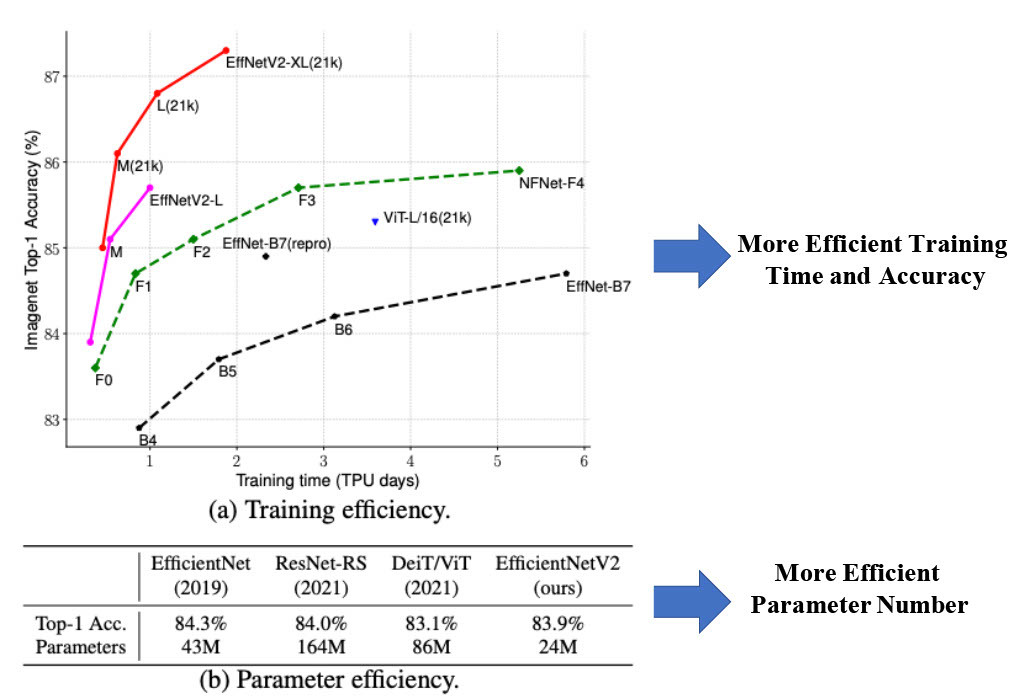 Imagenet Top-1 Accuracy (%)
87
86
85
84
83
EffNetV2-XL(21k)
L(21k)
M(21k)
EffNetV2-L
M
NFNet-F4
F3
F2
F1
F0
ViT-L/16(21k)
EffNet-B7(repro)
EffNet-B7
B6
B5
B4
1 2 3 4 5 6
Training time (TPU days)
(a) Training efficiency.
More Efficient Training
Time and Accuracy
EfficientNet ResNet-RS DeiT/ViT EfficientNetV2
(2019) (2021) (2021) (ours)
Top-1 Acc. 84.3% 84.0% 83.1% 83.9%
Parameters 43M 164M 86M 24M
(b) Parameter efficiency.
More Efficient
Parameter Number